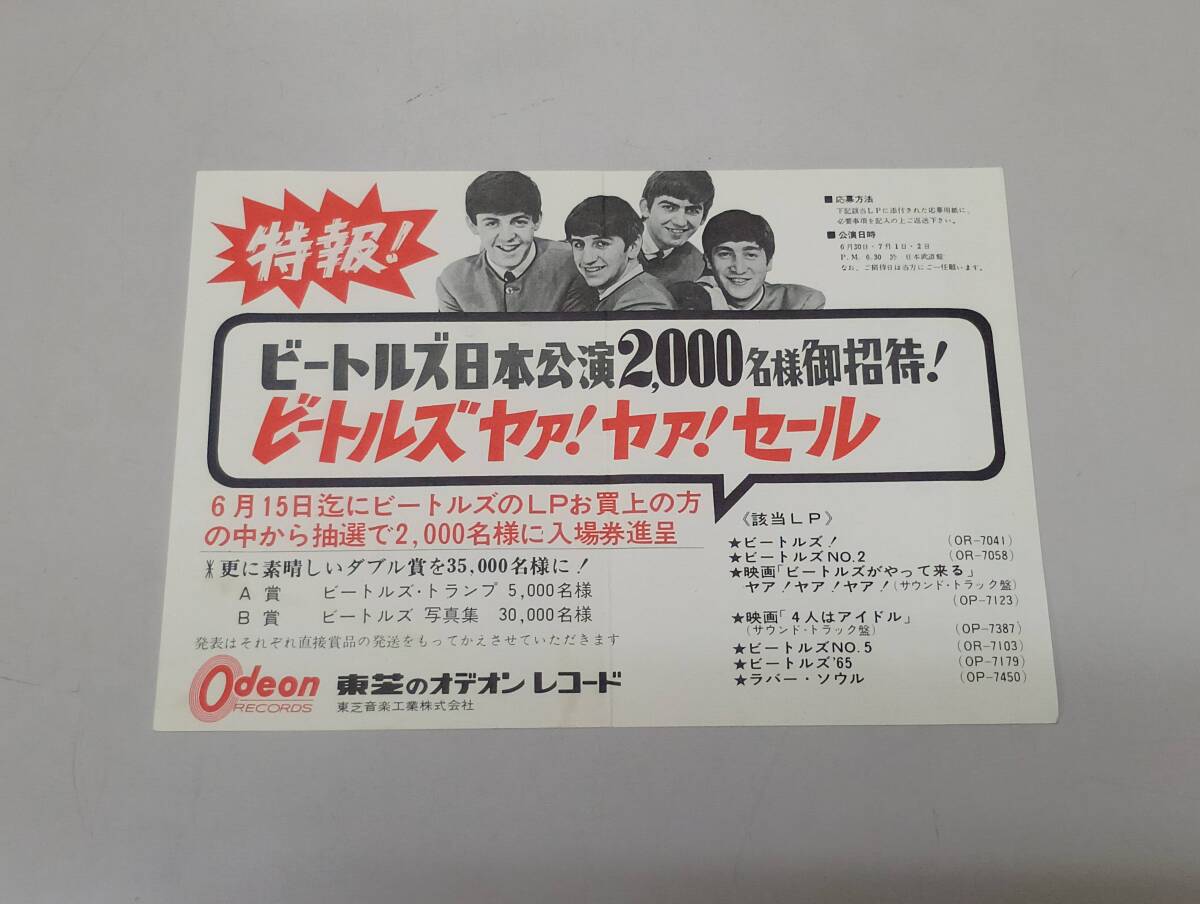 特報!
■応募方法
下記該当LPに添付された応募用紙に、
必要事項を記入の上ご返送下さい。
■公演日時
6月30日・7月1日・2日
P.M. 6.30 於 日本武道館
なお、ご招待日は当方にご一任願います。
ビートルズ日本公演2,000名様御招待!
ビートルズヤァ!ヤァ!セール
6月15日迄にビートルズのLPお買上の方
の中から抽選で2,000名様に入場券進呈
更に素晴しいダブル賞を35,000名様に!
A賞 ビートルズ・トランプ 5,000名様
B賞 ビートルズ 写真集 30,000名様
発表はそれぞれ直接賞品の発送をもってかえさせていただきます
Odeon
RECORDS
東芝のオデオン レコード
東芝音楽工業株式会社
《該当LP》
★ビートルズ! (OR-7041)
★ビートルズNO.2 (OR-7058)
★映画「ビートルズがやって来る
ヤァ!ヤァ!ヤァ!(サウンド・トラック盤)
(OP-7123)
★映画「4人はアイドル」
(サウンド・トラック盤) (OP-7387)
★ビートルズNO.5 (OR-7103)
★ビートルズ'65 (OP-7179)
★ラバー・ソウル (OP-7450)